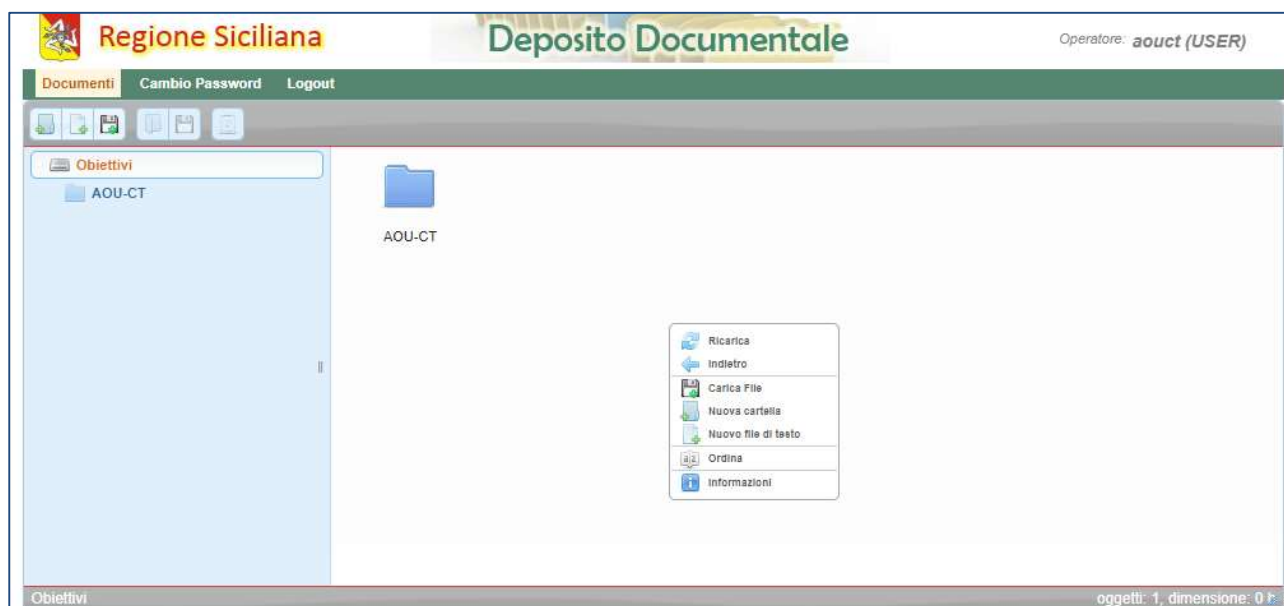 Regione Siciliana
Deposito Documentale
Operatore: aouct (USER)
Documenti Cambio Password Logout
Obiettivi
AOU-CT
AOU-CT
Ricarica
Indietro
Carica File
Nuova cartella
Nuovo file di testo
a z Ordina
Informazioni
Obiettivi
oggetti: 1, dimensione: 0 b